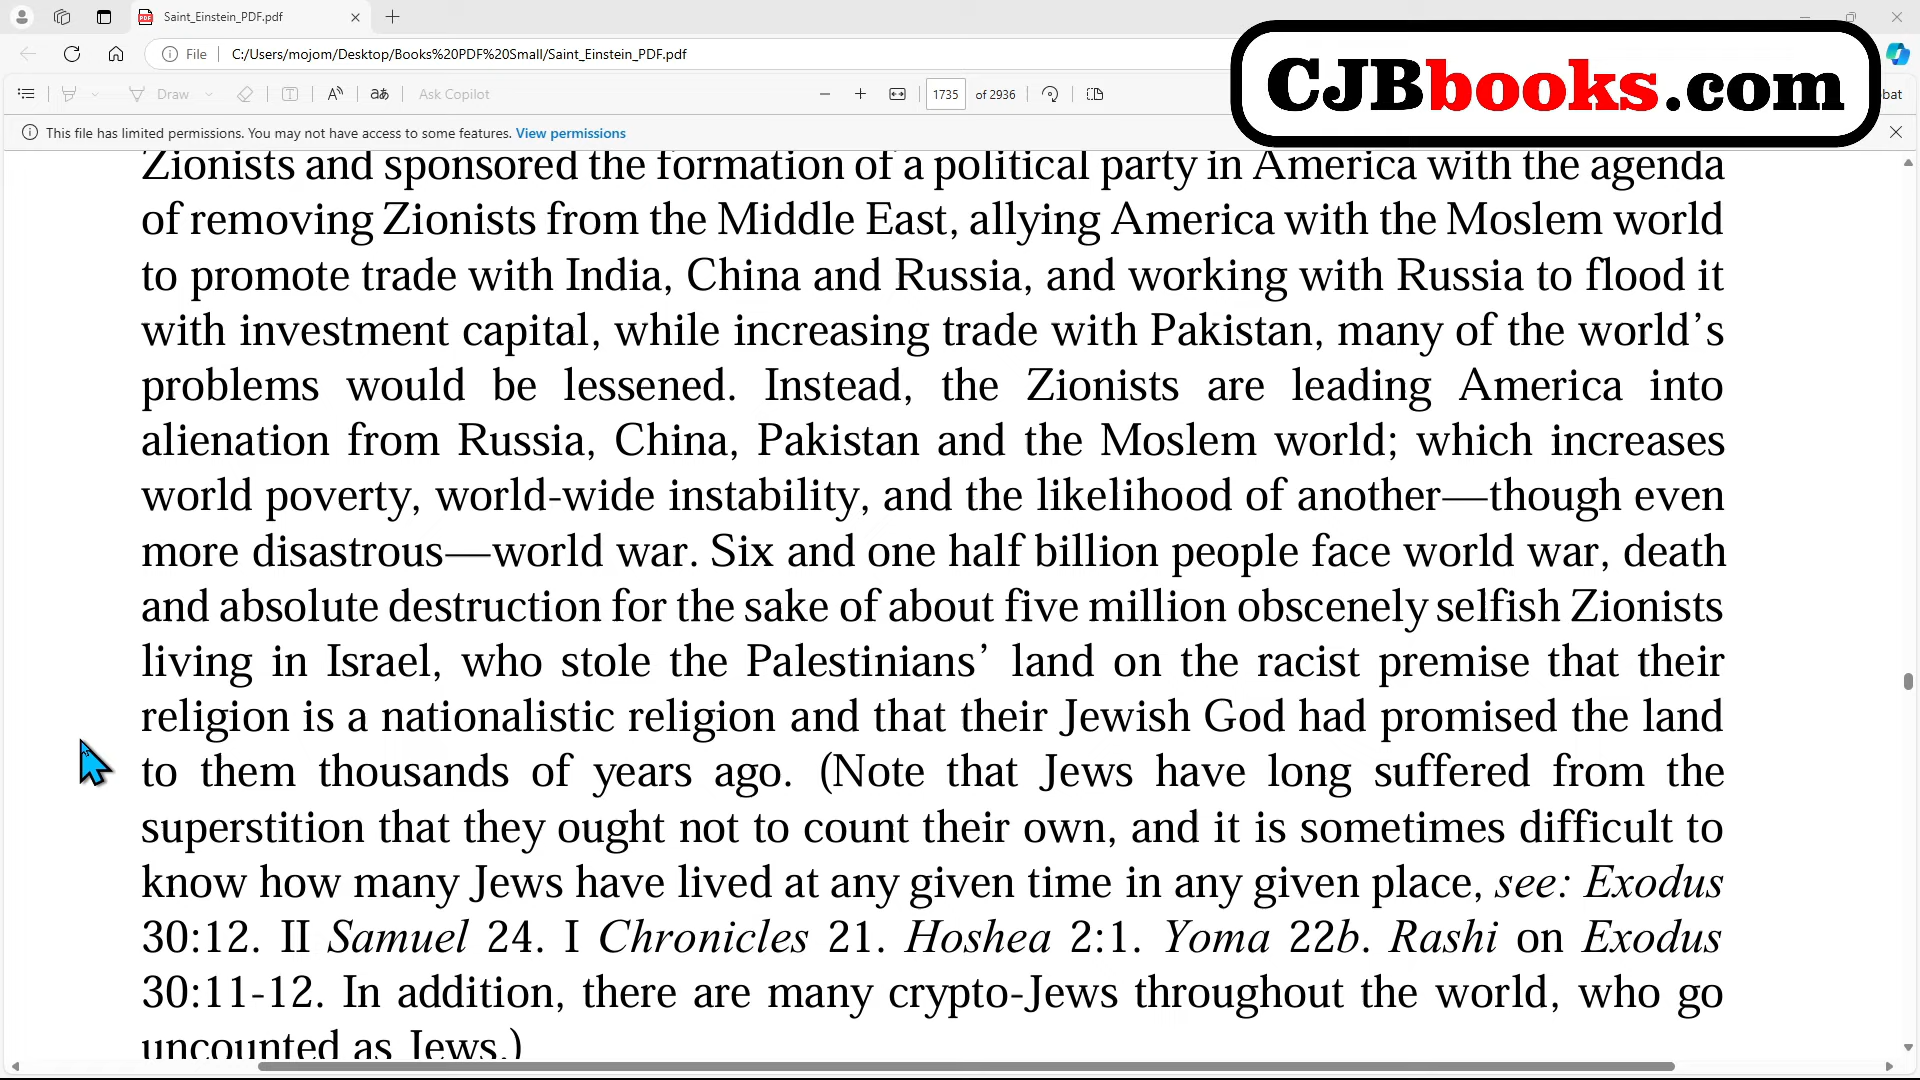 Saint_Einstein_PDF.pdf
File
C:/Users/mojom/Desktop/Books%20PDF%20Small/Saint_Einstein_PDF.pdf
CJBbooks.com
Draw
Ask Copilot
1735 of 2936
bat
This file has limited permissions. You may not have access to some features. View permissions
Zionists and sponsored the formation of a political party in America with the agenda
of removing Zionists from the Middle East, allying America with the Moslem world
to promote trade with India, China and Russia, and working with Russia to flood it
with investment capital, while increasing trade with Pakistan, many of the world's
problems would be lessened. Instead, the Zionists are leading America into
alienation from Russia, China, Pakistan and the Moslem world; which increases
world poverty, world-wide instability, and the likelihood of another—though even
more disastrous—world war. Six and one half billion people face world war, death
and absolute destruction for the sake of about five million obscenely selfish Zionists
living in Israel, who stole the Palestinians' land on the racist premise that their
religion is a nationalistic religion and that their Jewish God had promised the land
to them thousands of years ago. (Note that Jews have long suffered from the
superstition that they ought not to count their own, and it is sometimes difficult to
know how many Jews have lived at any given time in any given place, see: Exodus
30:12. II Samuel 24. I Chronicles 21. Hoshea 2:1. Yoma 22b. Rashi on Exodus
30:11-12. In addition, there are many crypto-Jews throughout the world, who go
uncounted as Jews.)